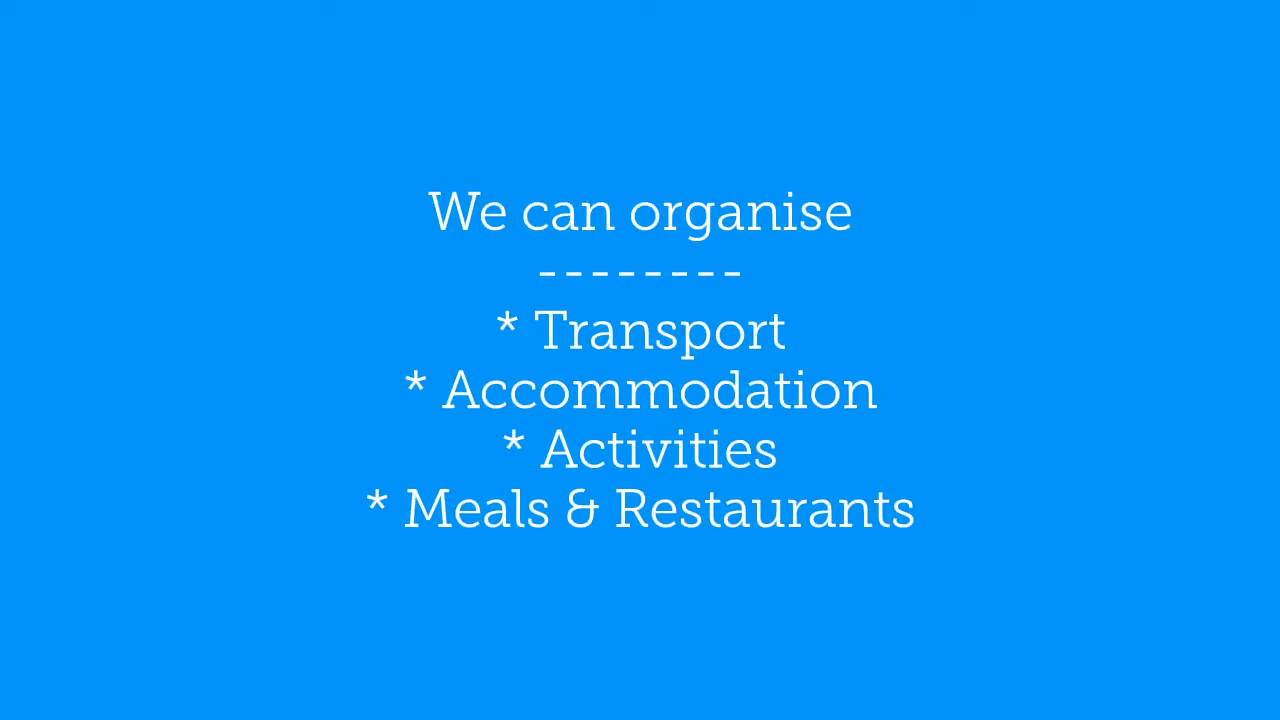 We can organise
--------
* Transport
* Accommodation
* Activities
* Meals & Restaurants